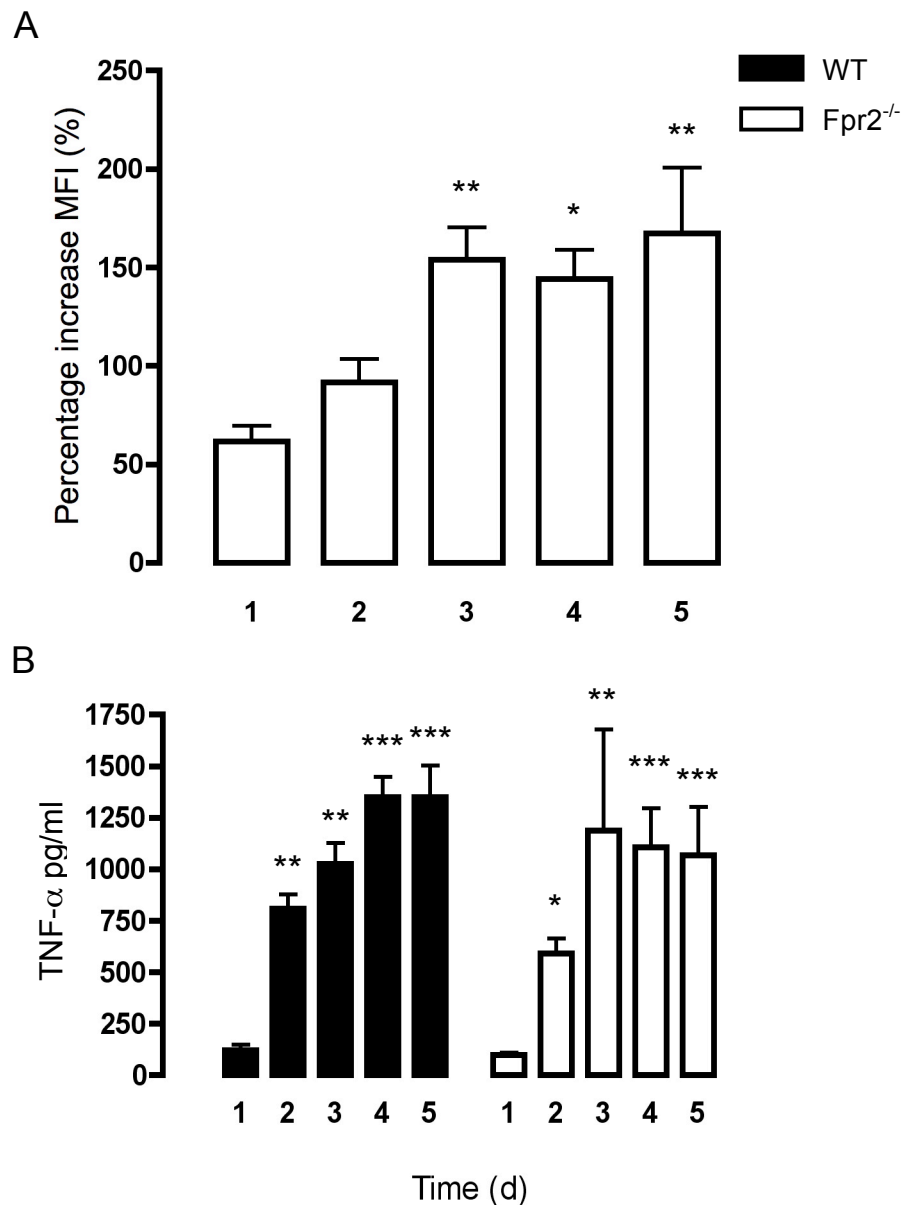 A
250
200
150
100
50
0
Percentage increase MFI (%)
WT
Fpr2-/-
**
*
**
1 2 3 4 5
B
1750
1500
1250
1000
750
500
250
0
TNF-α pg/ml
**
**
***
***
*
**
***
***
1 2 3 4 5 1 2 3 4 5
Time (d)